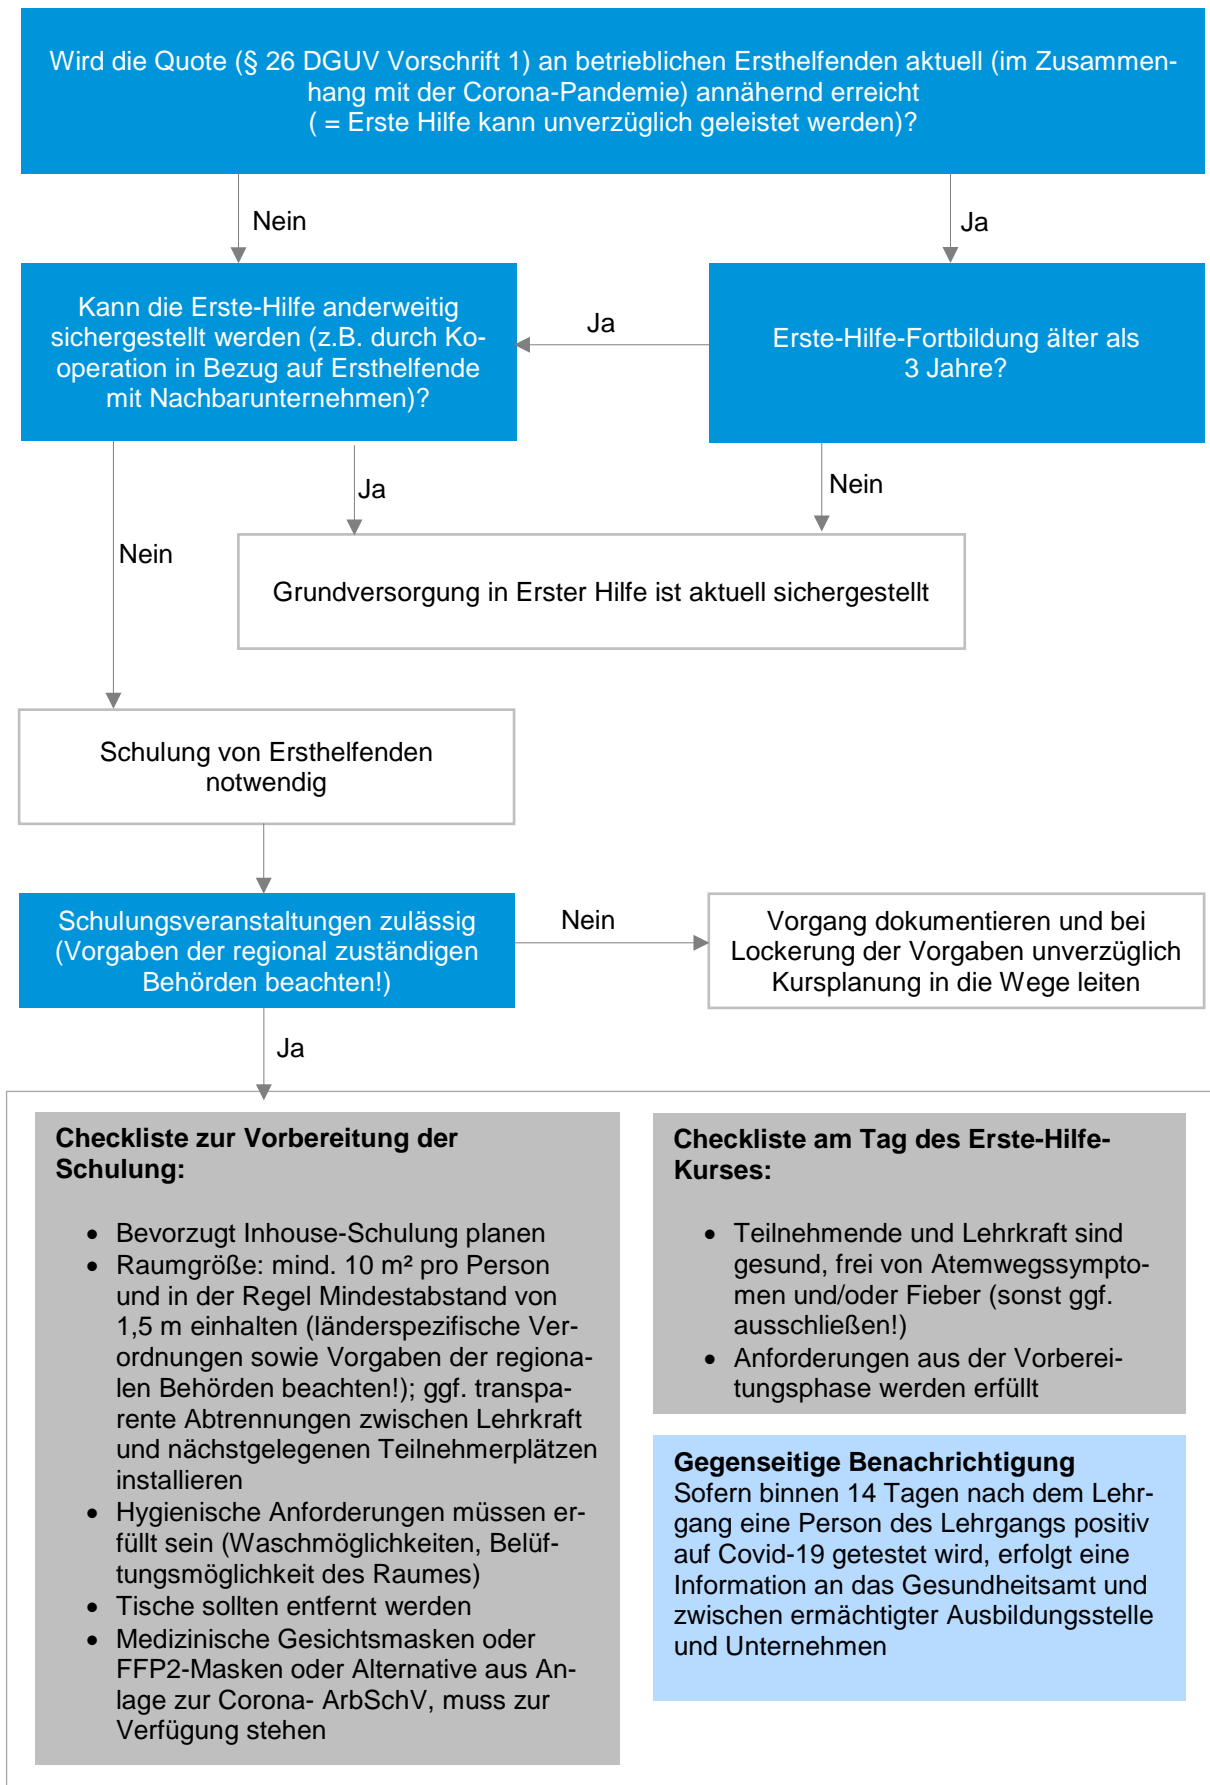 Wird die Quote (§ 26 DGUV Vorschrift 1) an betrieblichen Ersthelfenden aktuell (im Zusammen-
hang mit der Corona-Pandemie) annähernd erreicht
( = Erste Hilfe kann unverzüglich geleistet werden)?
Nein
Ja
Kann die Erste-Hilfe anderweitig
sichergestellt werden (z.B. durch Ko-
operation in Bezug auf Ersthelfende
mit Nachbarunternehmen)?
Ja
Erste-Hilfe-Fortbildung älter als
3 Jahre?
Ja
Nein
Nein
Grundversorgung in Erster Hilfe ist aktuell sichergestellt
Schulung von Ersthelfenden
notwendig
Schulungsveranstaltungen zulässig
(Vorgaben der regional zuständigen
Behörden beachten!)
Nein
Vorgang dokumentieren und bei
Lockerung der Vorgaben unverzüglich
Kursplanung in die Wege leiten
Ja
Checkliste zur Vorbereitung der
Schulung:
• Bevorzugt Inhouse-Schulung planen
• Raumgröße: mind. 10 m² pro Person
und in der Regel Mindestabstand von
1,5 m einhalten (länderspezifische Ver-
ordnungen sowie Vorgaben der regiona-
len Behörden beachten!); ggf. transpa-
rente Abtrennungen zwischen Lehrkraft
und nächstgelegenen Teilnehmerplätzen
installieren
• Hygienische Anforderungen müssen er-
füllt sein (Waschmöglichkeiten, Belüf-
tungsmöglichkeit des Raumes)
• Tische sollten entfernt werden
• Medizinische Gesichtsmasken oder
FFP2-Masken oder Alternative aus An-
lage zur Corona- ArbSchV, muss zur
Verfügung stehen
Checkliste am Tag des Erste-Hilfe-
Kurses:
• Teilnehmende und Lehrkraft sind
gesund, frei von Atemwegssympto-
men und/oder Fieber (sonst ggf.
ausschließen!)
• Anforderungen aus der Vorberei-
tungsphase werden erfüllt
Gegenseitige Benachrichtigung
Sofern binnen 14 Tagen nach dem Lehr-
gang eine Person des Lehrgangs positiv
auf Covid-19 getestet wird, erfolgt eine
Information an das Gesundheitsamt und
zwischen ermächtigter Ausbildungsstelle
und Unternehmen